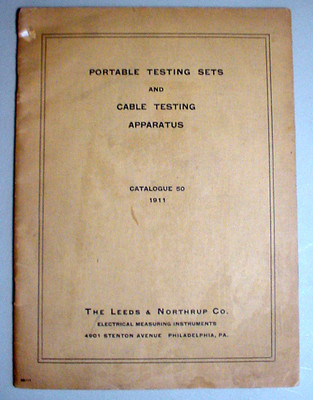 PORTABLE TESTING SETS
AND
CABLE TESTING
APPARATUS
CATALOGUE 50
1911
THE LEEDS & NORTHRUP CO.
ELECTRICAL MEASURING INSTRUMENTS
4901 STENTON AVENUE PHILADELPHIA, PA.